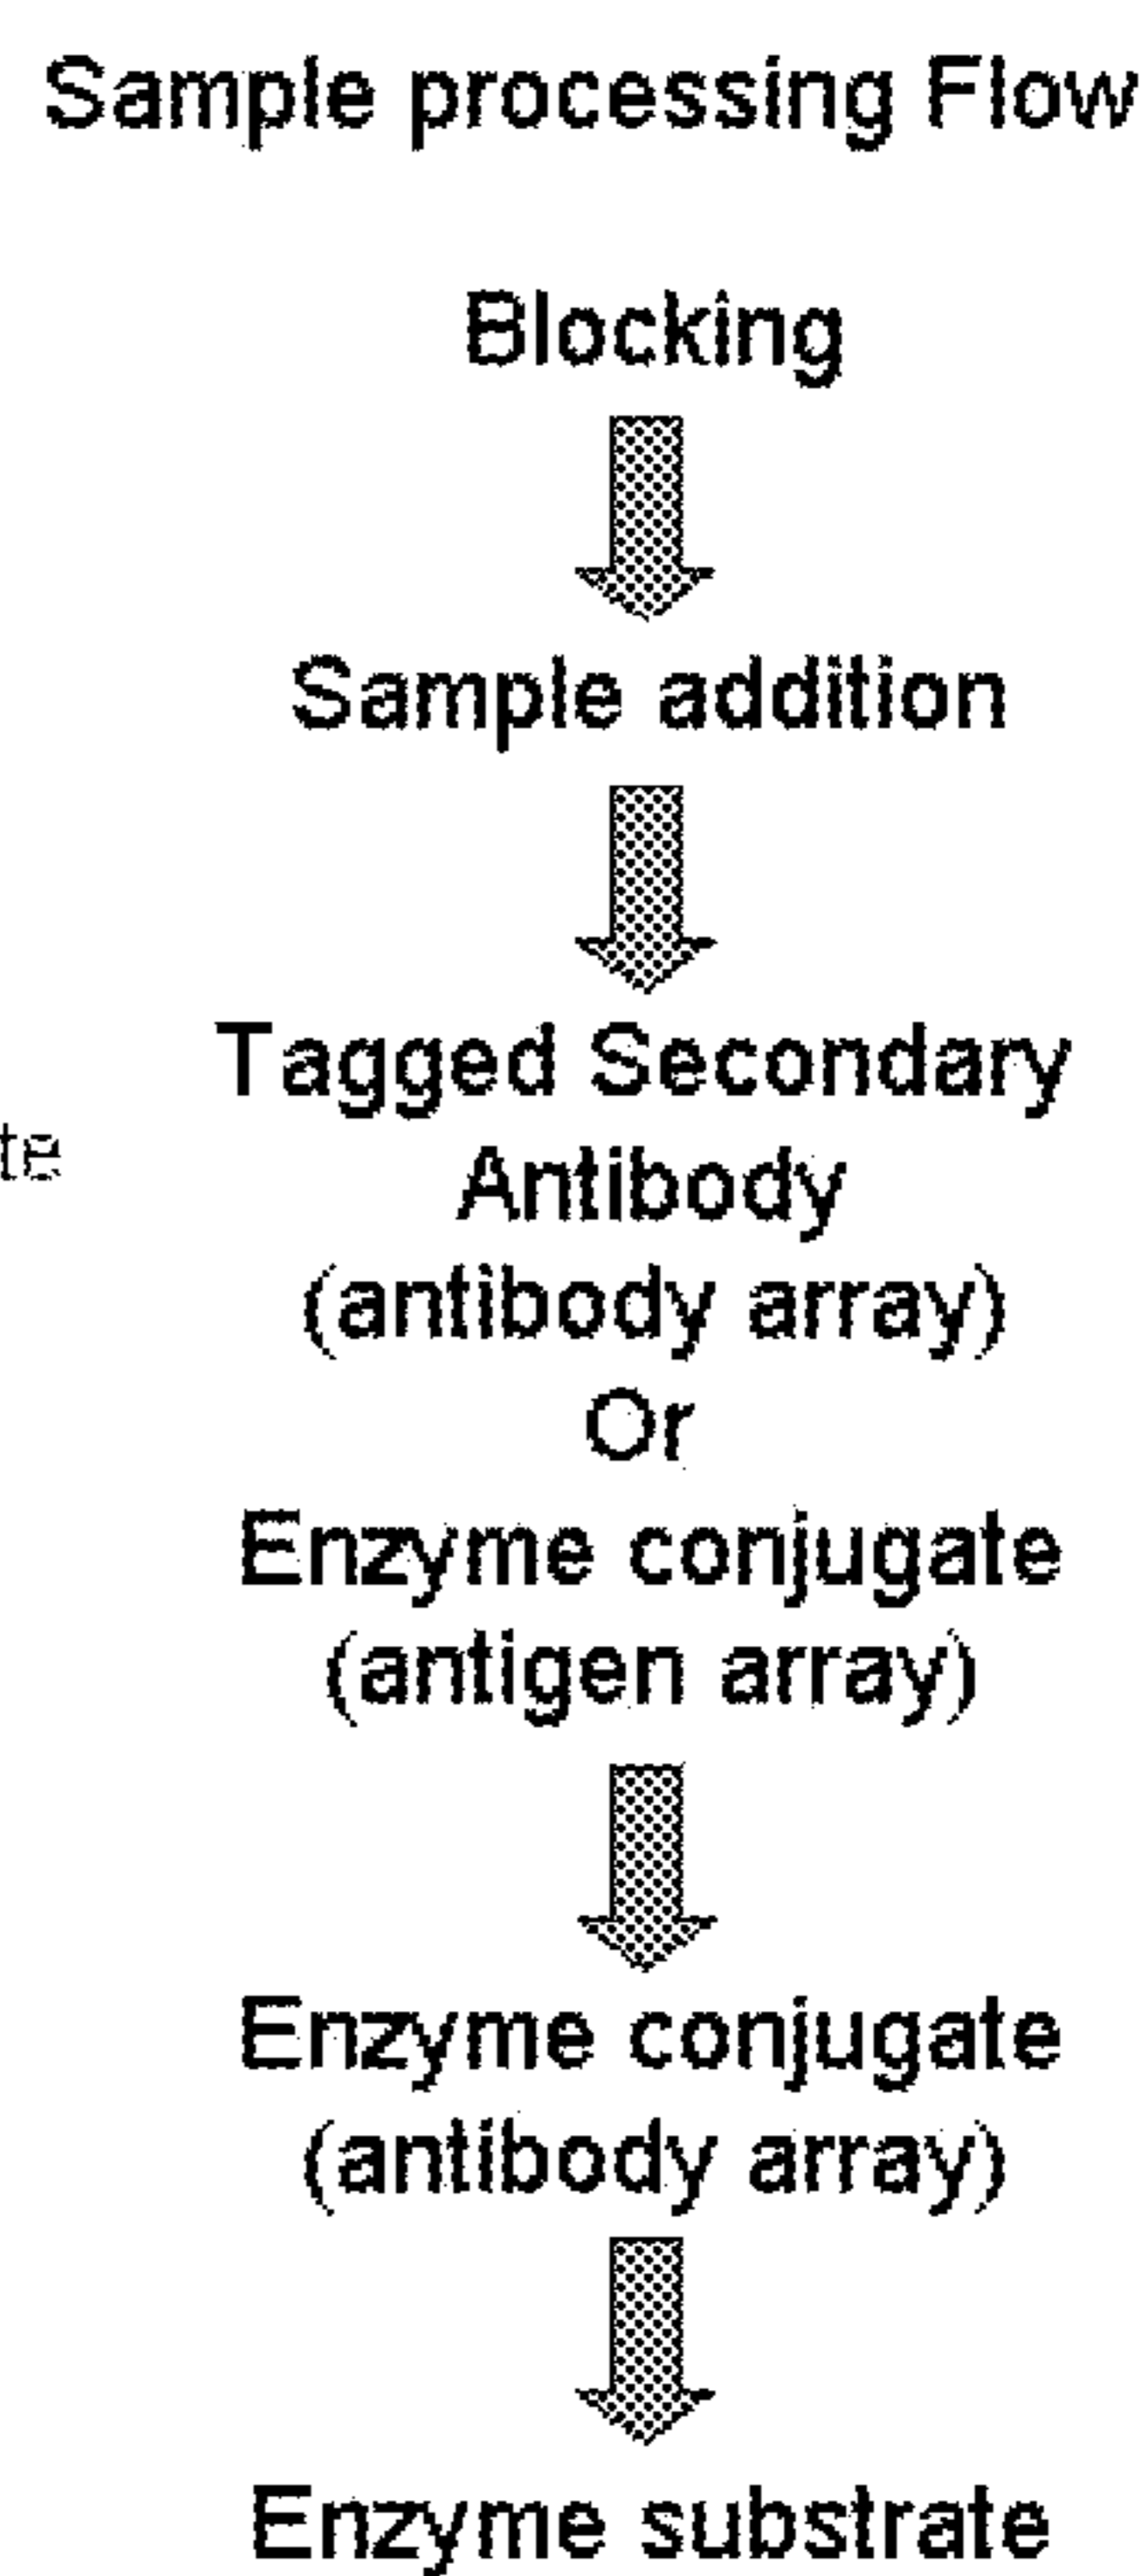 Sample processing Flow
Blocking
Sample addition
Tagged Secondary
te
Antibody
(antibody array)
Or
Enzyme conjugate
(antigen array)
Enzyme conjugate
(antibody array)
Enzyme substrate